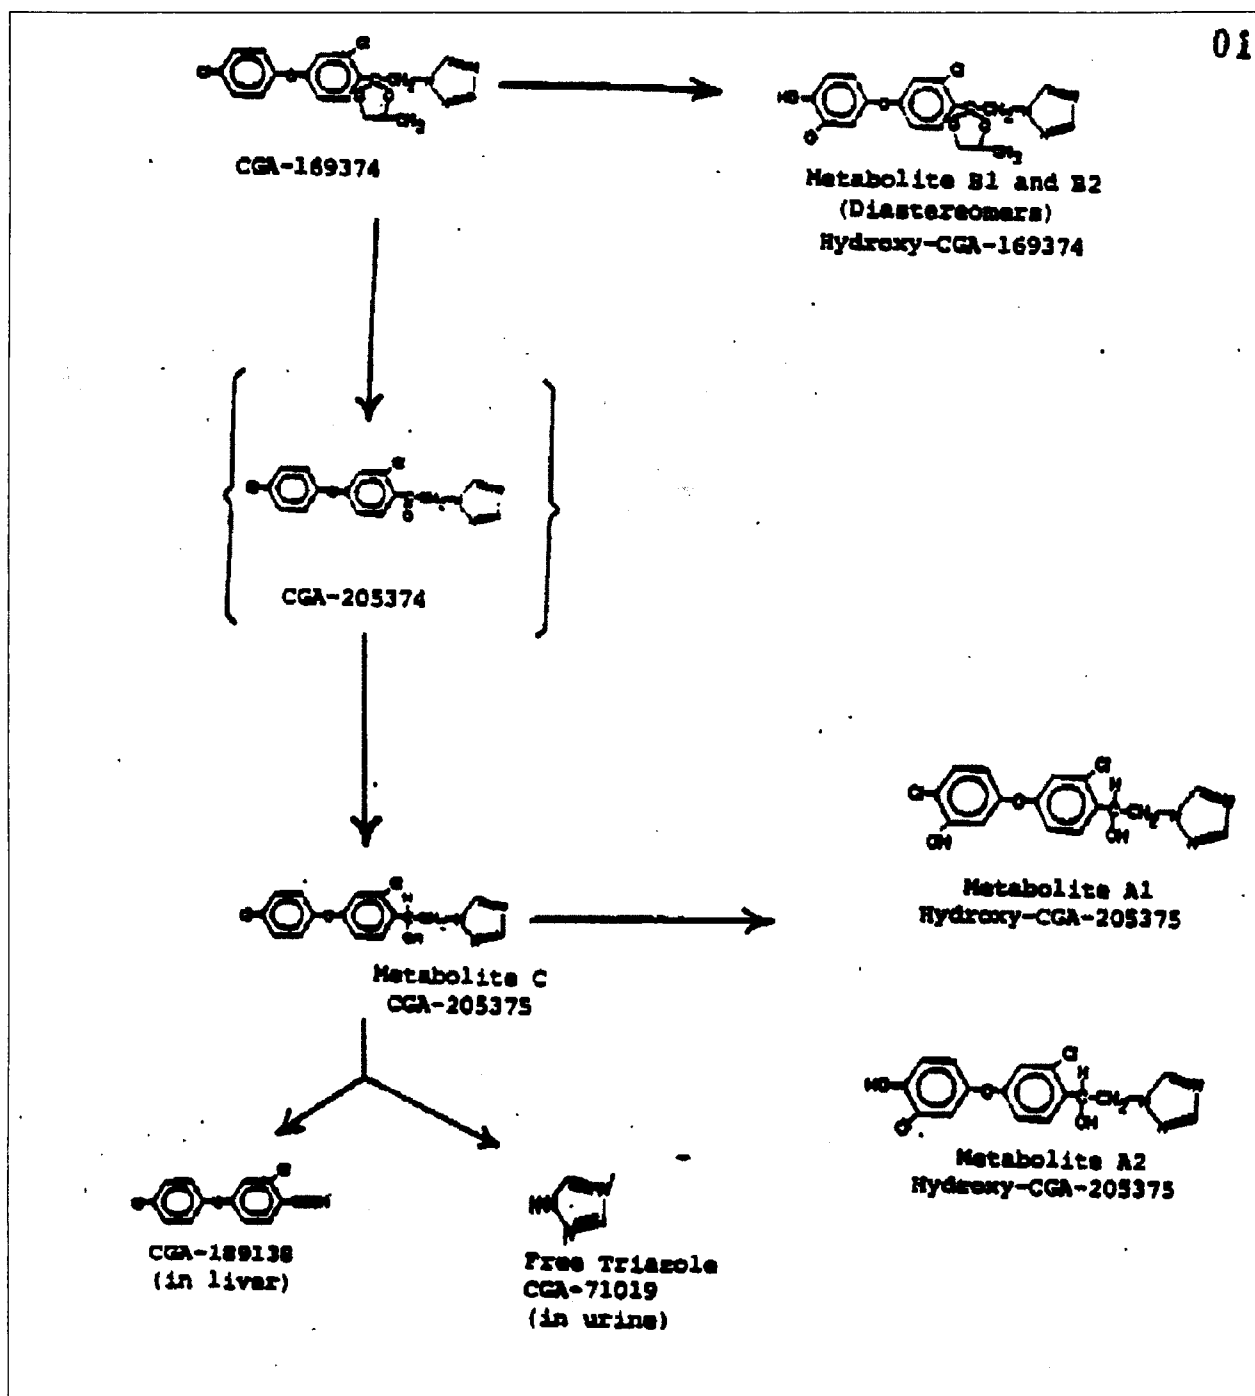 01
CGA-169374
Metabolite B1 and B2
(Diastereomers)
Hydroxy-CGA-169374
CGA-205374
Metabolite A1
Hydroxy-CGA-205375
Metabolite C
CGA-205375
Metabolite A2
Hydroxy-CGA-205375
CGA-189138
(in liver)
Free Triazole
CGA-71019
(in urine)